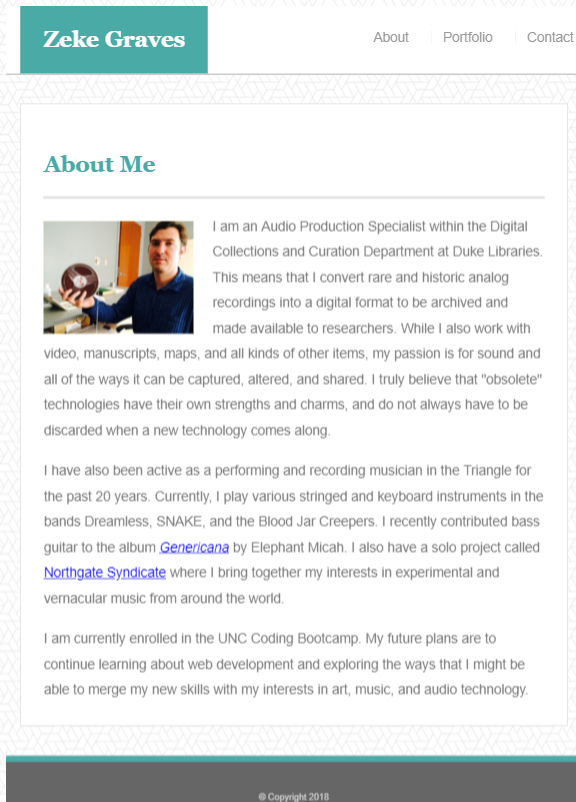 Zeke Graves
About
Portfolio
Contact
About Me
I am an Audio Production Specialist within the Digital
Collections and Curation Department at Duke Libraries.
This means that I convert rare and historic analog
recordings into a digital format to be archived and
made available to researchers. While I also work with
video, manuscripts, maps, and all kinds of other items, my passion is for sound and
all of the ways it can be captured, altered, and shared. I truly believe that "obsolete"
technologies have their own strengths and charms, and do not always have to be
discarded when a new technology comes along.
I have also been active as a performing and recording musician in the Triangle for
the past 20 years. Currently, I play various stringed and keyboard instruments in the
bands Dreamless, SNAKE, and the Blood Jar Creepers. I recently contributed bass
guitar to the album Genericana by Elephant Micah. I also have a solo project called
Northgate Syndicate where I bring together my interests in experimental and
vernacular music from around the world.
I am currently enrolled in the UNC Coding Bootcamp. My future plans are to
continue learning about web development and exploring the ways that I might be
able to merge my new skills with my interests in art, music, and audio technology.
© Copyright 2018